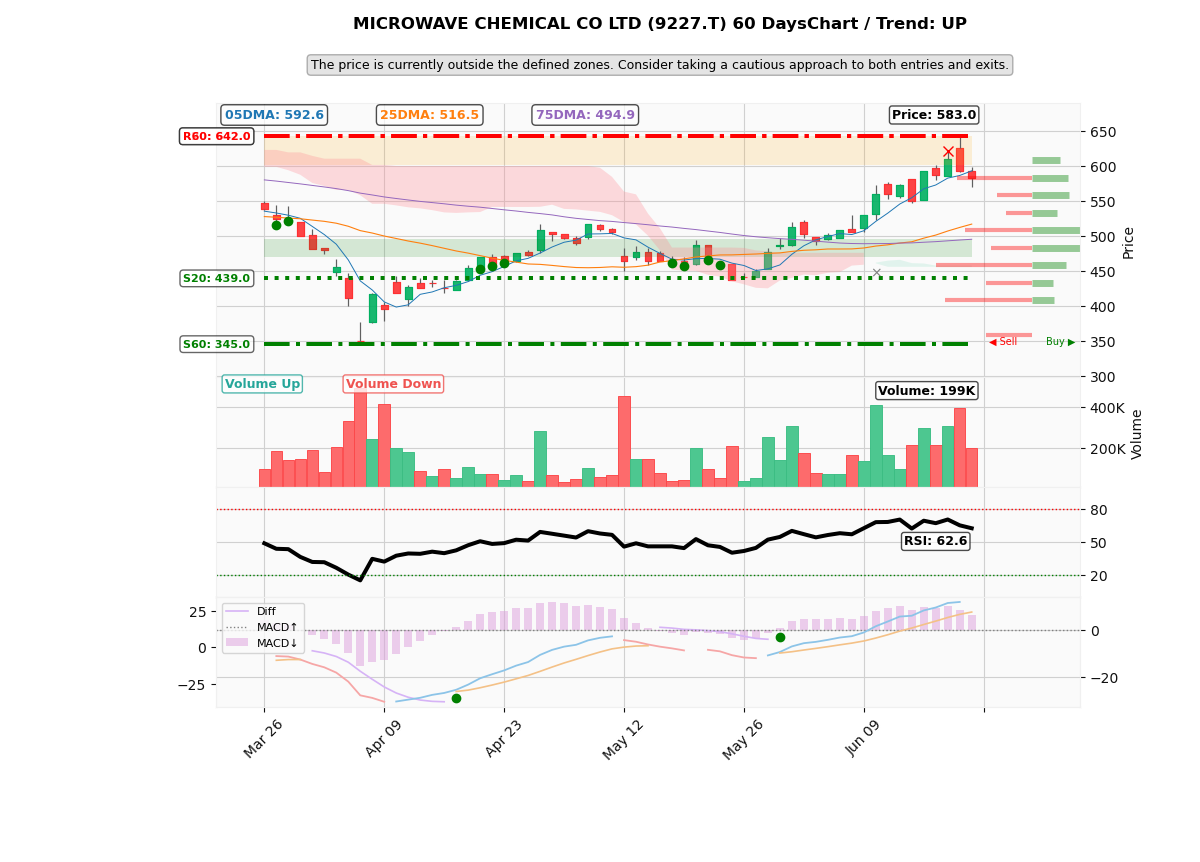 MICROWAVE CHEMICAL CO LTD (9227.T) 60 DaysChart / Trend: UP
The price is currently outside the defined zones. Consider taking a cautious approach to both entries and exits.
05DMA: 592.6
25DMA: 516.5
75DMA: 494.9
Price: 583.0
R60: 642.0
S20: 439.0
S60: 345.0
650
600
550
500
450
400
350
300
Price
◀ Sell
Buy ▶
Volume Up
Volume Down
Volume: 199K
400K
200K
Volume
80
50
20
RSI: 62.6
Diff
MACD↑
MACD↓
25
0
−25
0
−20
Mar 26
Apr 09
Apr 23
May 12
May 26
Jun 09